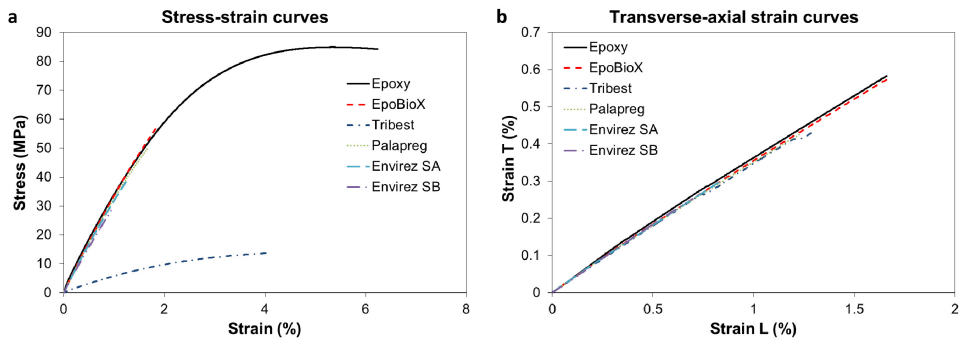 a
Stress-strain curves
90
80
70
60
50
40
30
20
10
0
Stress (MPa)
0 2 4 6 8
Strain (%)
Epoxy
EpoBioX
Tribest
Palapreg
Envirez SA
Envirez SB
b
Transverse-axial strain curves
0.7
0.6
0.5
0.4
0.3
0.2
0.1
0
Strain T (%)
0 0.5 1 1.5 2
Strain L (%)
Epoxy
EpoBioX
Tribest
Palapreg
Envirez SA
Envirez SB